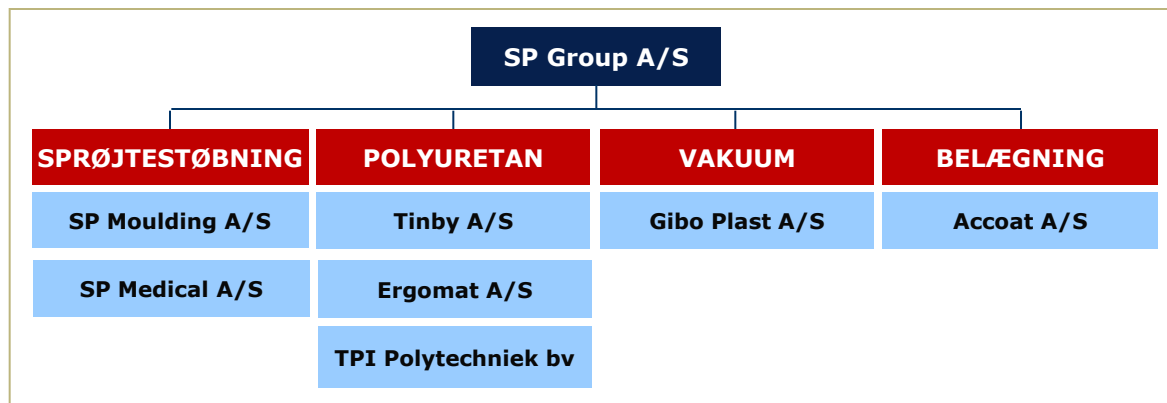 SP Group A/S
SPRØJTESTØBNING
POLYURETAN
VAKUUM
BELÆGNING
SP Moulding A/S
Tinby A/S
Gibo Plast A/S
Accoat A/S
SP Medical A/S
Ergomat A/S
TPI Polytechniek bv